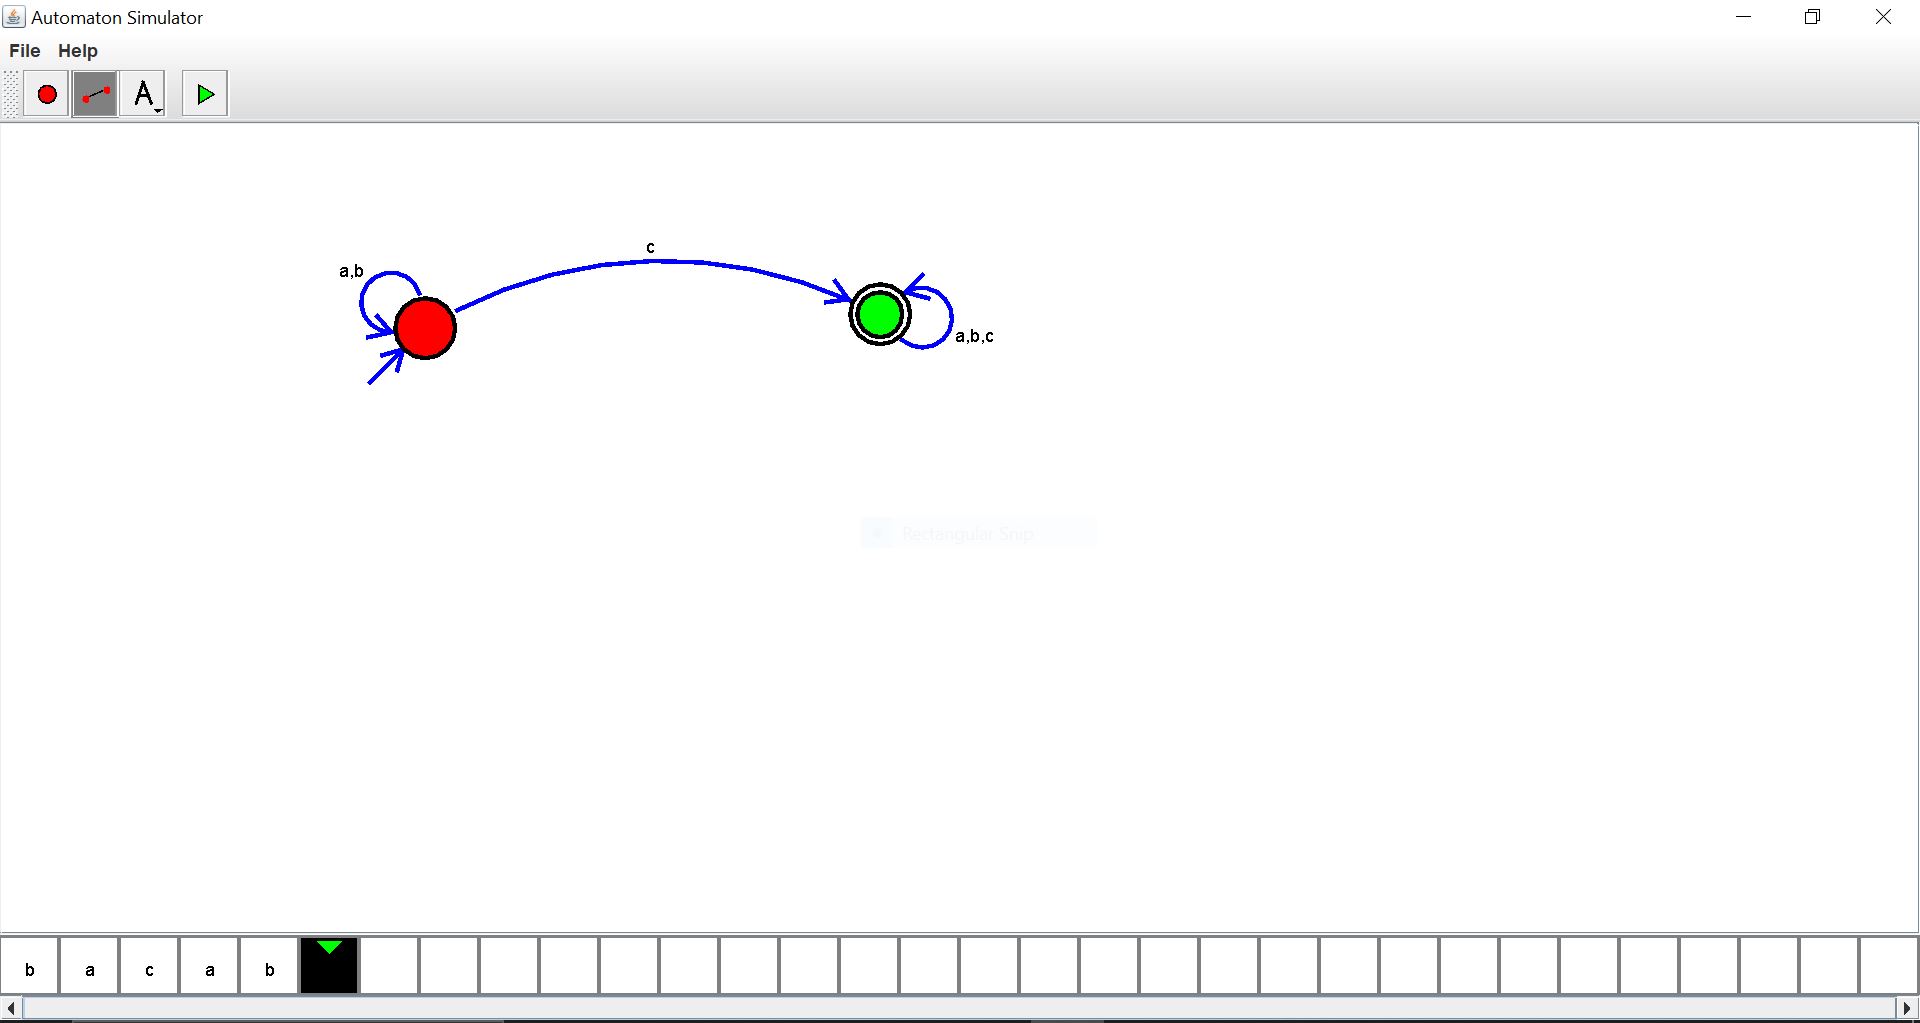 Automaton Simulator
File Help
A
c
a,b
a,b,c
Rectangular Snip
b a c a b